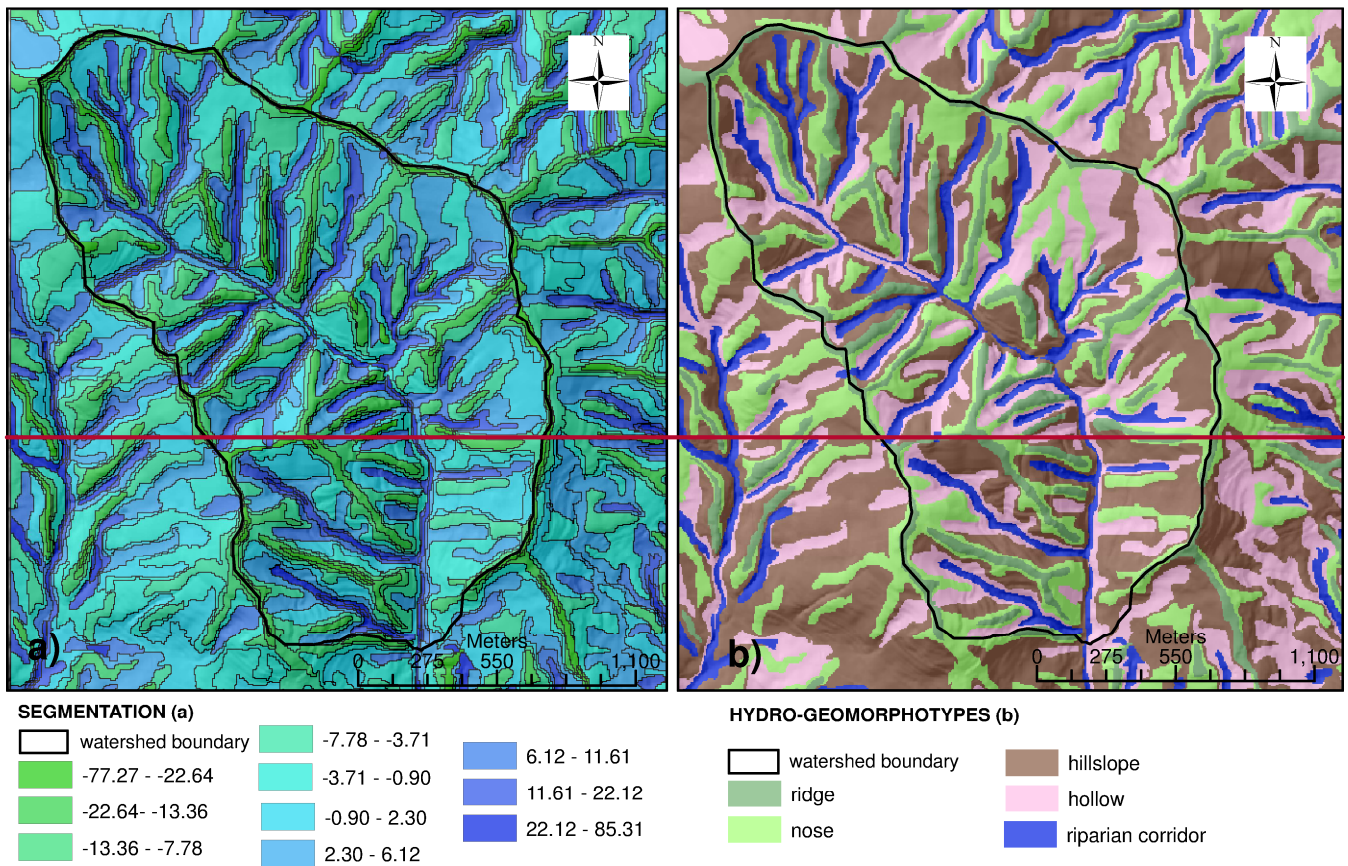 N
N
a)
Meters
0 275 550 1,100
b)
Meters
0 275 550 1,100
SEGMENTATION (a)
watershed boundary
-77.27 - -22.64
-22.64- -13.36
-13.36 - -7.78
-7.78 - -3.71
-3.71 - -0.90
-0.90 - 2.30
2.30 - 6.12
6.12 - 11.61
11.61 - 22.12
22.12 - 85.31
HYDRO-GEOMORPHOTYPES (b)
watershed boundary
ridge
nose
hillslope
hollow
riparian corridor